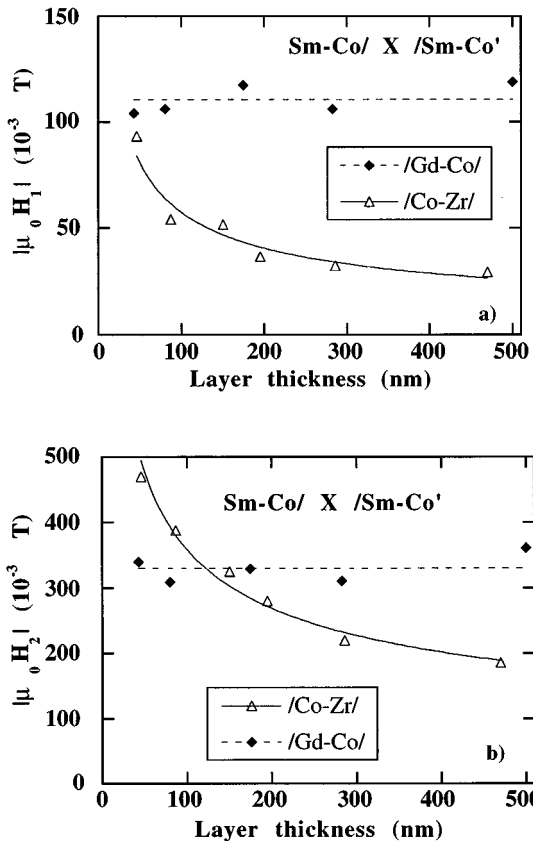 150
Sm-Co/ X /Sm-Co'
100
/Gd-Co/
/Co-Zr/
50
a)
0
0 100 200 300 400 500
Layer thickness (nm)
|μ₀H₁| (10⁻³ T)
500
Sm-Co/ X /Sm-Co'
400
300
200
/Co-Zr/
100
/Gd-Co/
b)
0
0 100 200 300 400 500
Layer thickness (nm)
|μ₀H₂| (10⁻³ T)